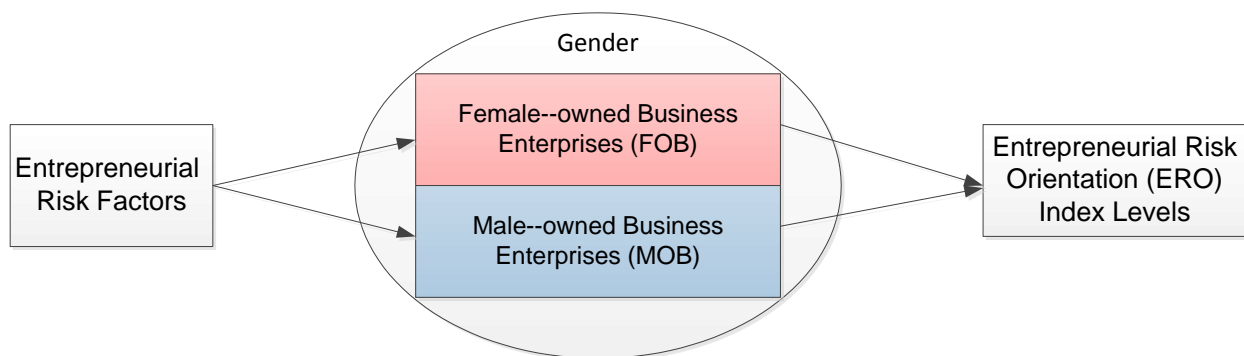 Gender
Entrepreneurial
Risk Factors
Female--owned Business
Enterprises (FOB)
Male--owned Business
Enterprises (MOB)
Entrepreneurial Risk
Orientation (ERO)
Index Levels